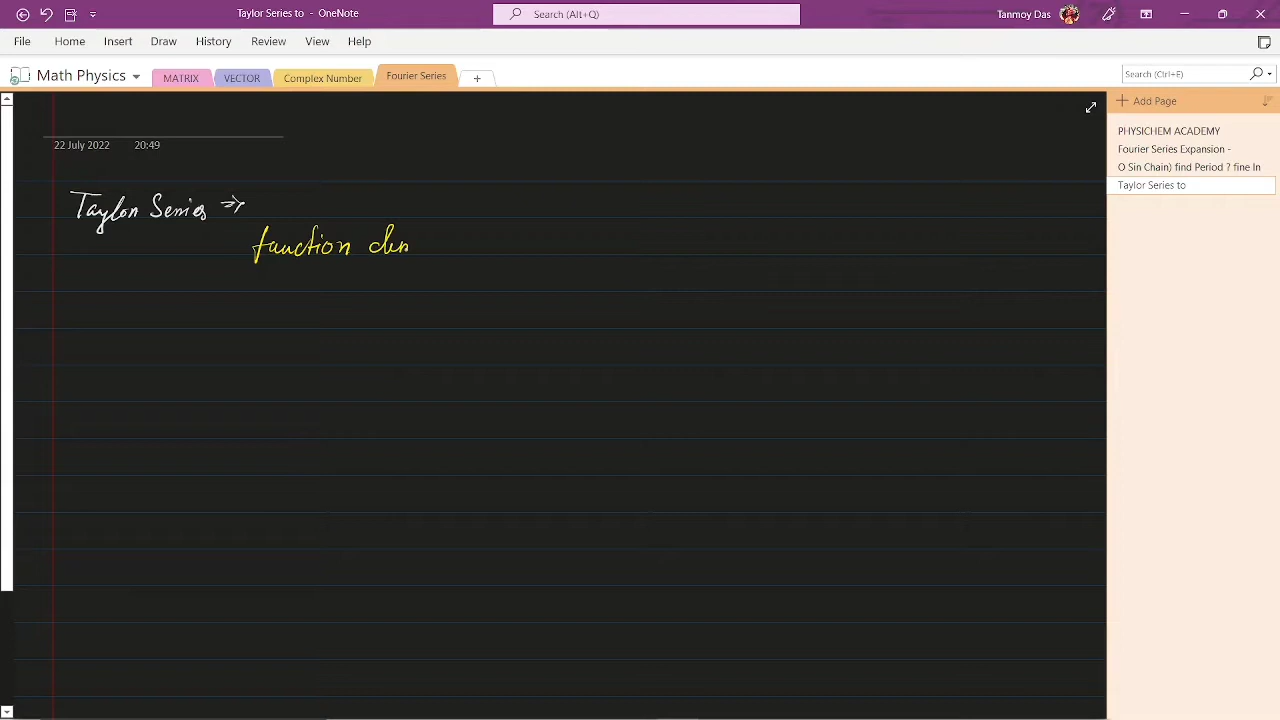 Taylor Series to - OneNote
Search (Alt+Q)
Tanmoy Das
File Home Insert Draw History Review View Help
Math Physics MATRIX VECTOR Complex Number Fourier Series +
Search (Ctrl+E)
Add Page
PHYSICHEM ACADEMY
Fourier Series Expansion -
O Sin Chain) find Period ? fine In
Taylor Series to
22 July 2022 20:49
Taylor Series ⇒
function